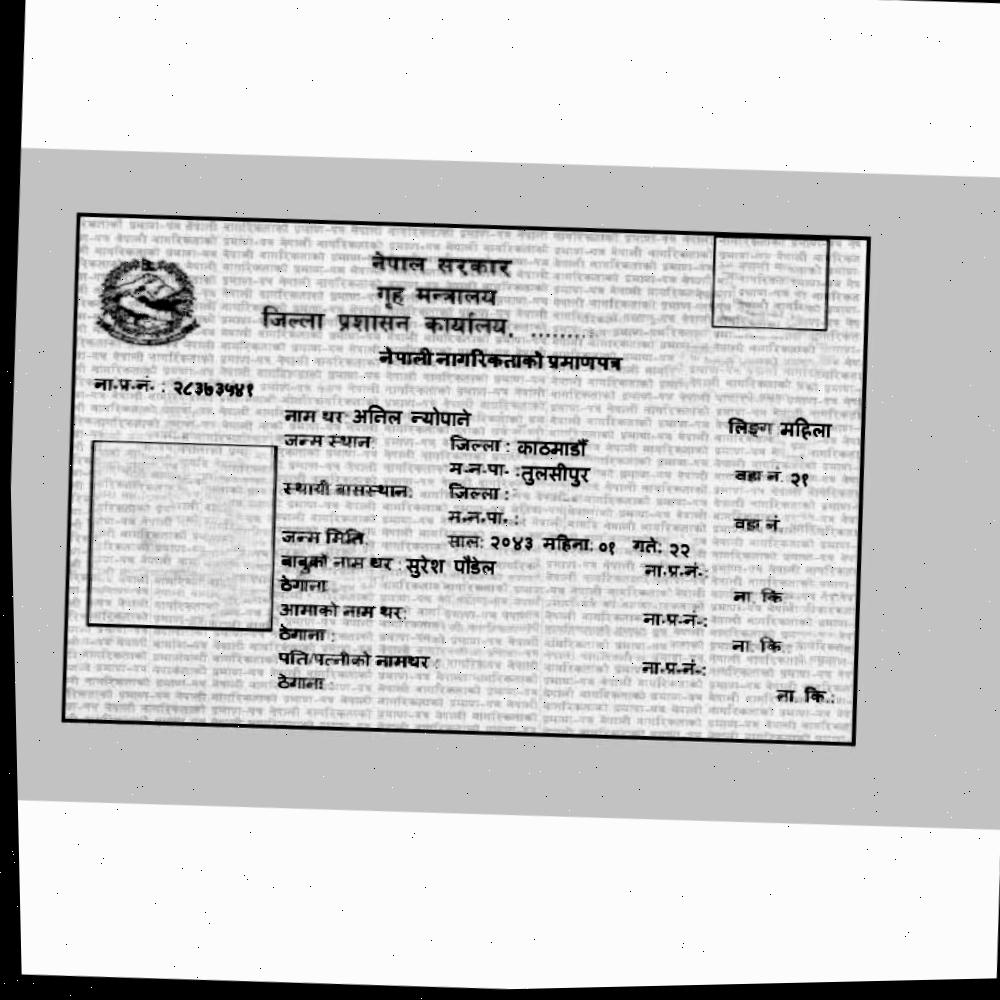 नेपाल सरकार
गृह मन्त्रालय
जिल्ला प्रशासन कार्यालय, .........
नेपाली नागरिकताको प्रमाणपत्र
ना.प्र.नं. : २८३७३५४१
नाम थर अनिल न्योपाने लिङ्ग महिला
जन्म स्थान: जिल्ला : काठमाडौं
म.न.पा. :तुलसीपुर वडा नं. २१
स्थायी बासस्थान: जिल्ला :
म.न.पा. : वडा नं.
जन्म मिति साल: २०४३ महिना: ०१ गते: २२
बाबुको नाम थर : सुरेश पौडेल ना.प्र.नं.:
ठेगाना : ना. कि.
आमाको नाम थर: ना.प्र.नं.:
ठेगाना : ना. कि.:
पति/पत्नीको नामथर : ना.प्र.नं.:
ठेगाना : ना. कि.: